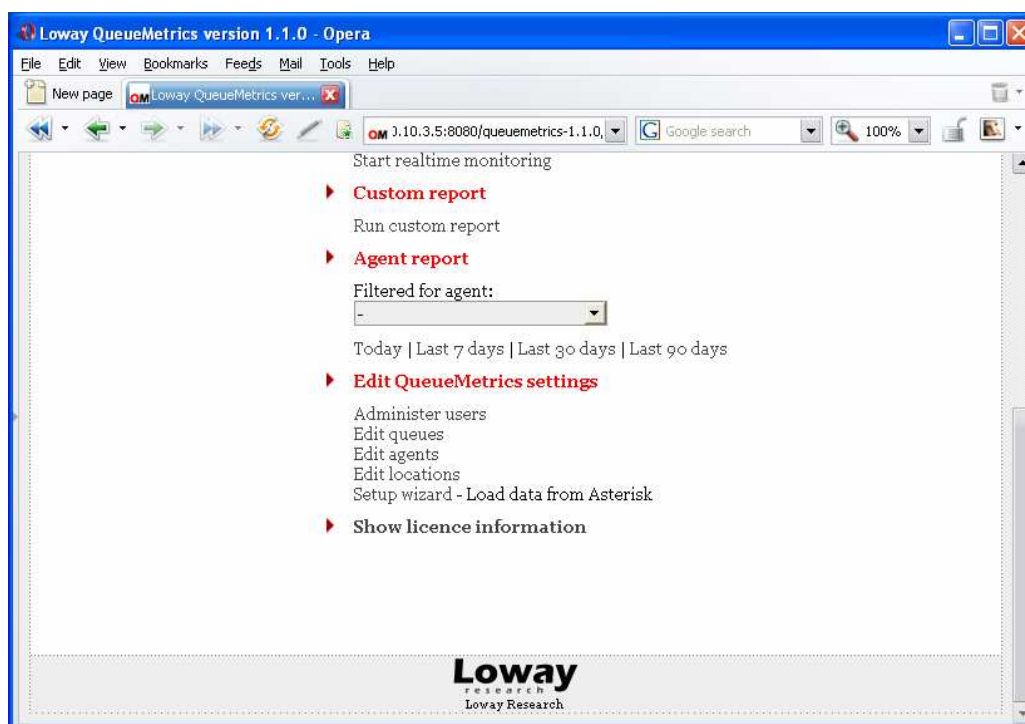 Loway QueueMetrics version 1.1.0 - Opera
File Edit View Bookmarks Feeds Mail Tools Help
New page Loway QueueMetrics ver...
).10.3.5:8080/queuemetrics-1.1.0, Google search 100%
Start realtime monitoring
Custom report
Run custom report
Agent report
Filtered for agent:
-
Today | Last 7 days | Last 30 days | Last 90 days
Edit QueueMetrics settings
Administer users
Edit queues
Edit agents
Edit locations
Setup wizard - Load data from Asterisk
Show licence information
Loway
research
Loway Research